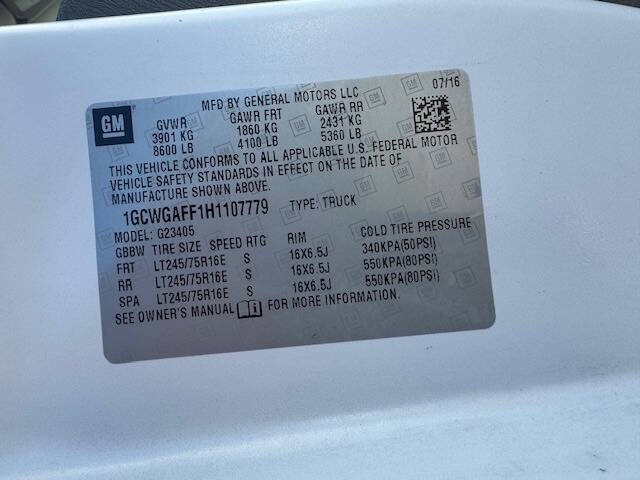 MFD BY GENERAL MOTORS LLC 07/16
GM
GVWR GAWR FRT GAWR RR
3901 KG 1860 KG 2431 KG
8600 LB 4100 LB 5360 LB
THIS VEHICLE CONFORMS TO ALL APPLICABLE U.S. FEDERAL MOTOR
VEHICLE SAFETY STANDARDS IN EFFECT ON THE DATE OF
MANUFACTURE SHOWN ABOVE.
1GCWGAFF1H1107779 TYPE: TRUCK
MODEL: G23405
GBBW TIRE SIZE SPEED RTG RIM COLD TIRE PRESSURE
FRT LT245/75R16E S 16X6.5J 340KPA(50PSI)
RR LT245/75R16E S 16X6.5J 550KPA(80PSI)
SPA LT245/75R16E S 16X6.5J 550KPA(80PSI)
SEE OWNER'S MANUAL FOR MORE INFORMATION.